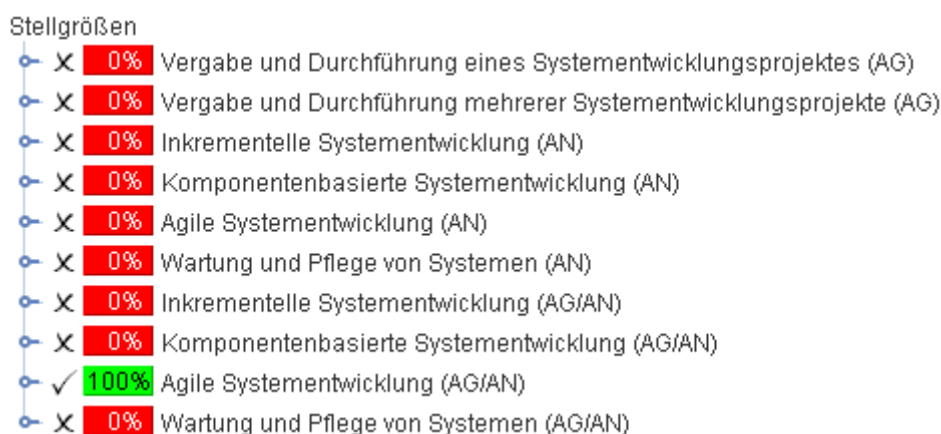 Stellgrößen
0% Vergabe und Durchführung eines Systementwicklungsprojektes (AG)
0% Vergabe und Durchführung mehrerer Systementwicklungsprojekte (AG)
0% Inkrementelle Systementwicklung (AN)
0% Komponentenbasierte Systementwicklung (AN)
0% Agile Systementwicklung (AN)
0% Wartung und Pflege von Systemen (AN)
0% Inkrementelle Systementwicklung (AG/AN)
0% Komponentenbasierte Systementwicklung (AG/AN)
100% Agile Systementwicklung (AG/AN)
0% Wartung und Pflege von Systemen (AG/AN)